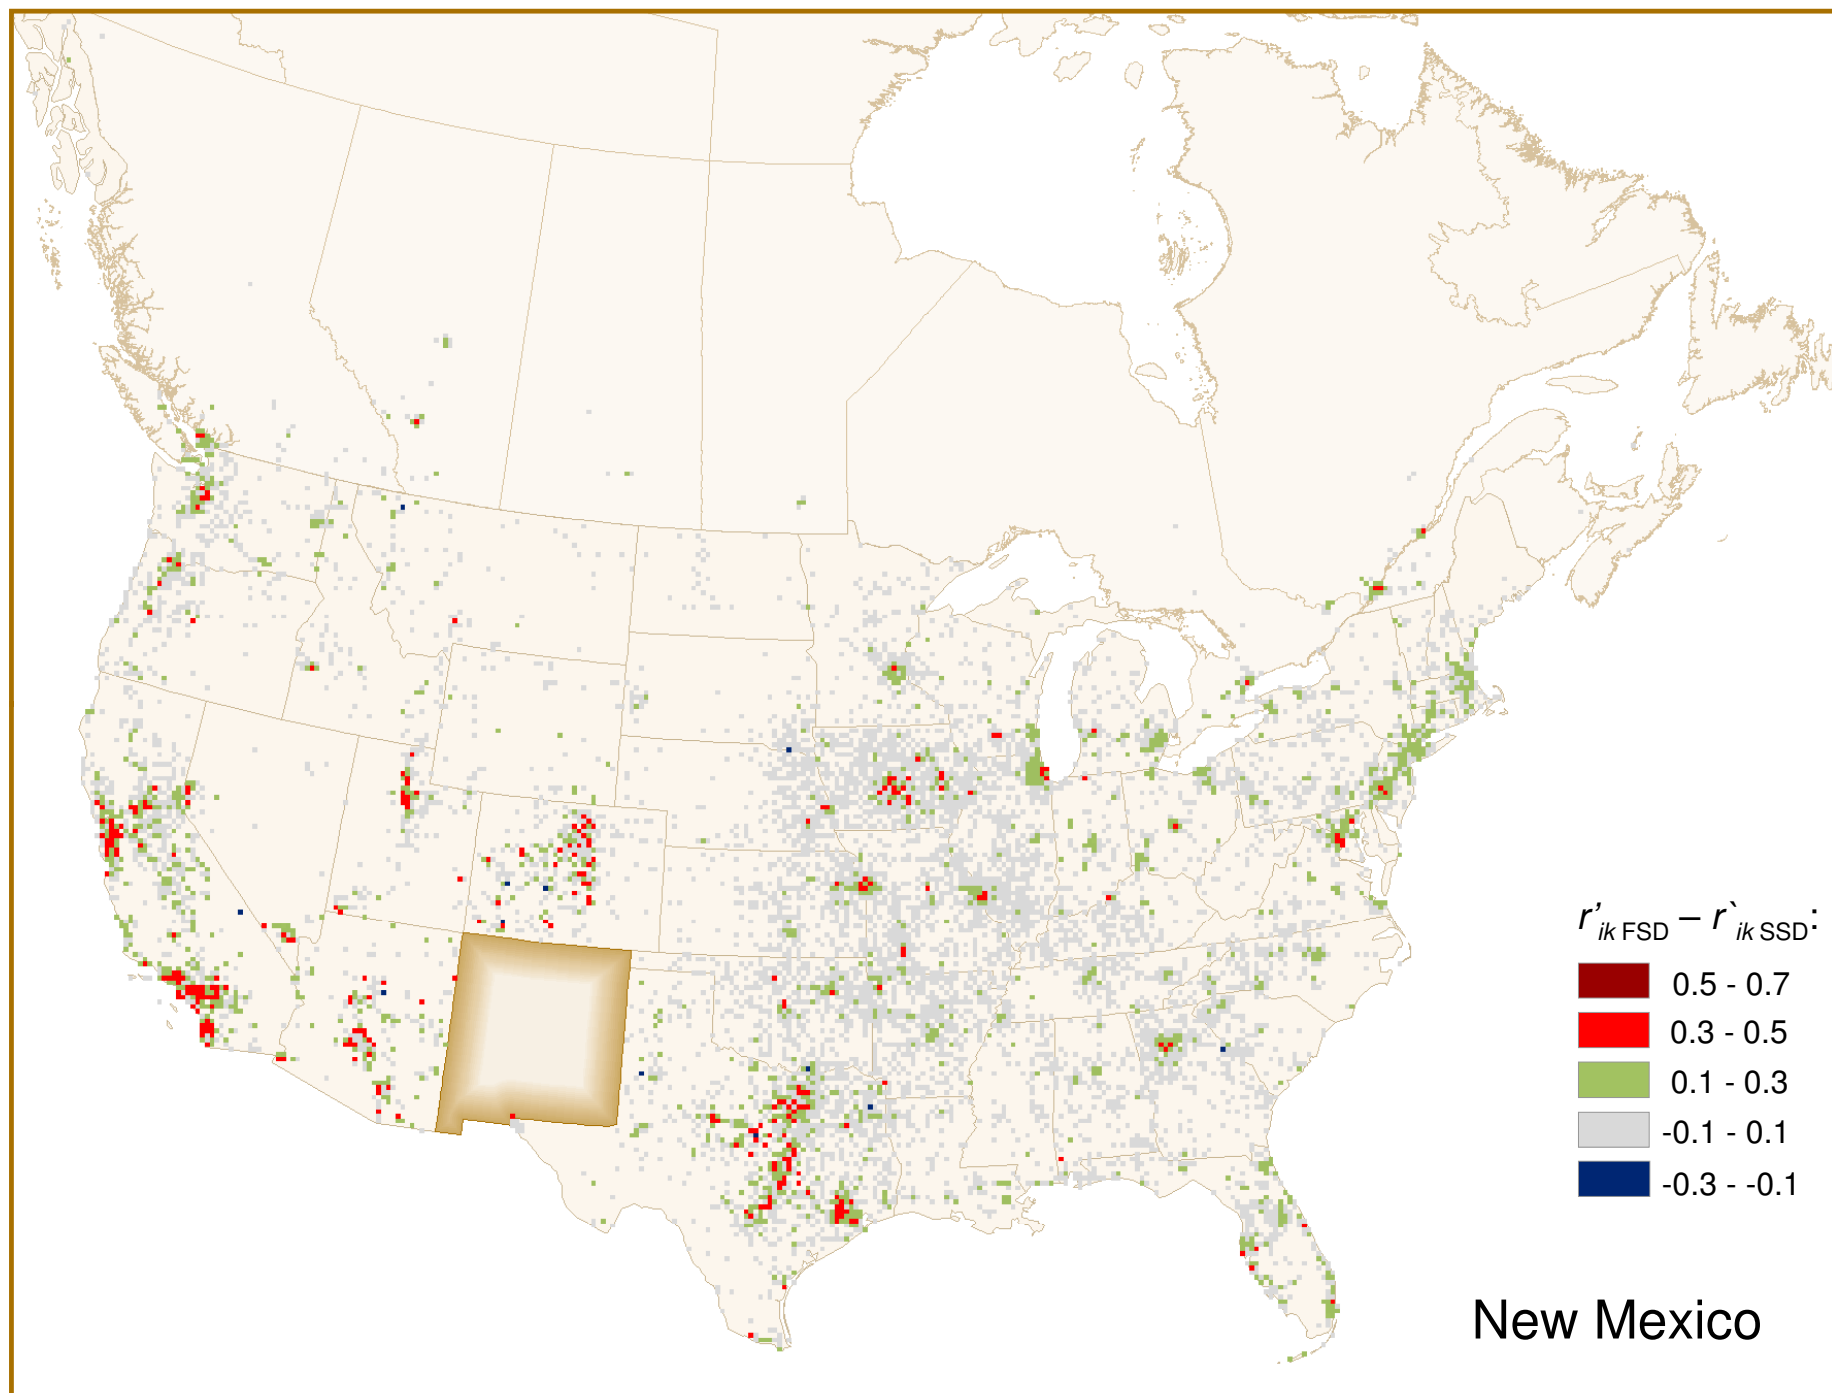 r’ik FSD – r`ik SSD:
0.5 - 0.7
0.3 - 0.5
0.1 - 0.3
-0.1 - 0.1
-0.3 - -0.1
New Mexico